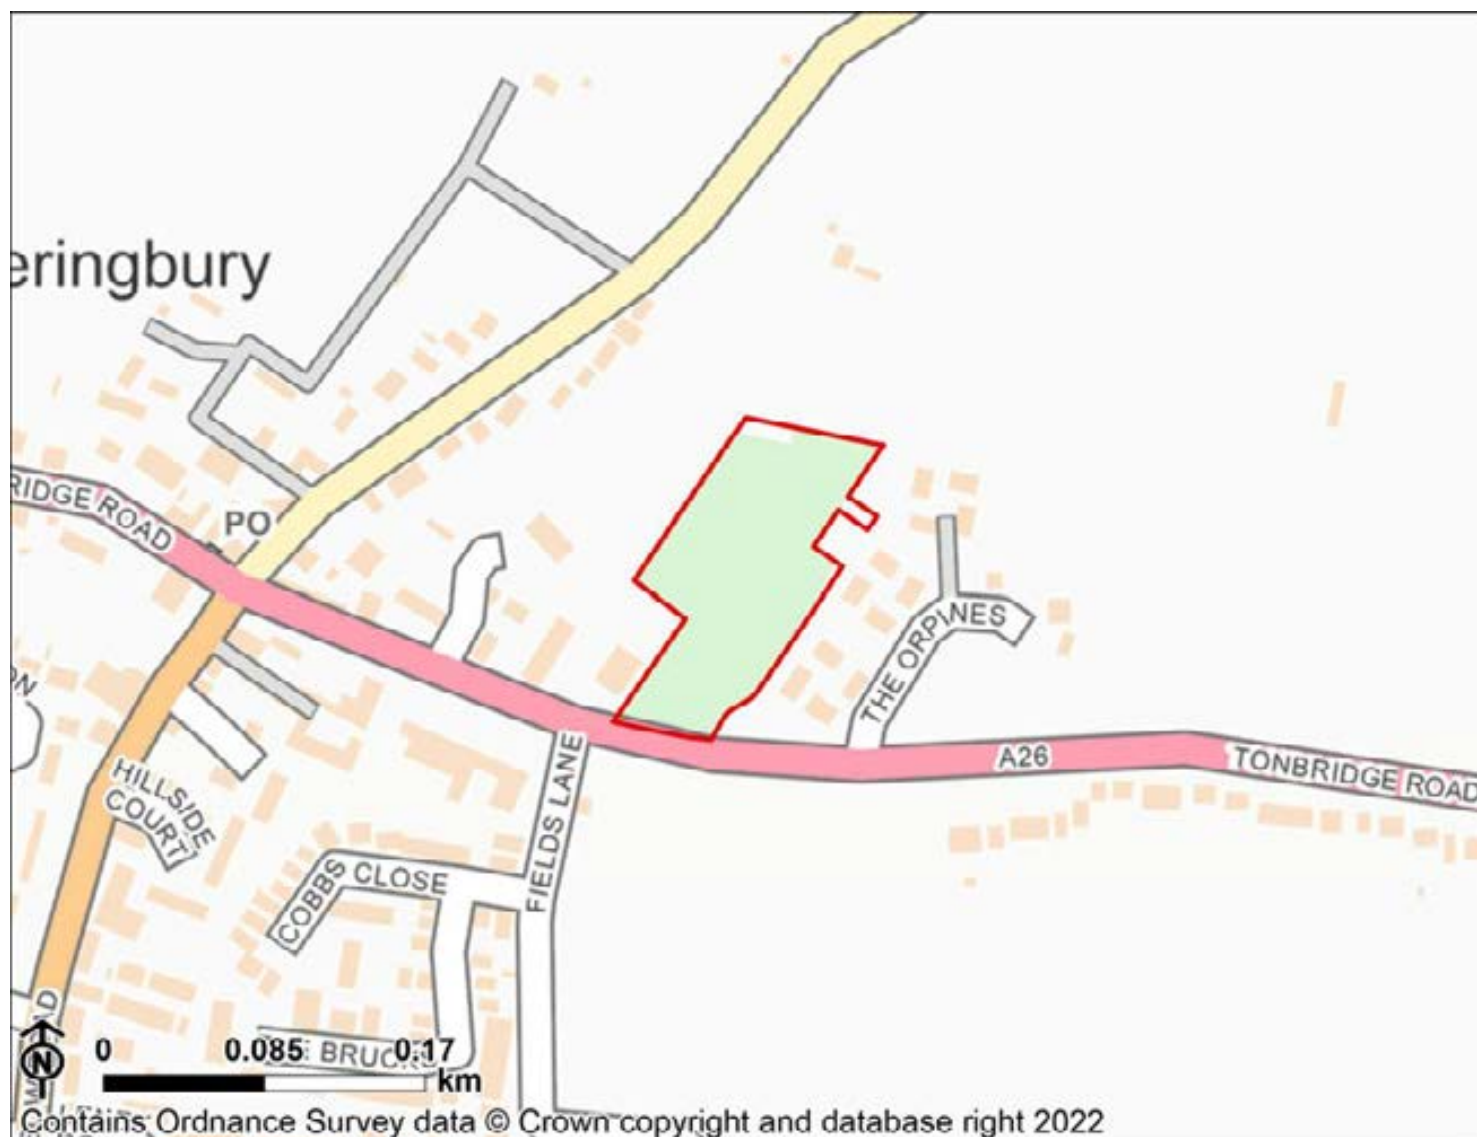 eringbury
RIDGE ROAD
PO
THE ORPINES
A26
TONBRIDGE ROAD
HILLSIDE
COURT
FIELDS LANE
COBBS CLOSE
N
0 0.085 0.17
km
Contains Ordnance Survey data © Crown copyright and database right 2022